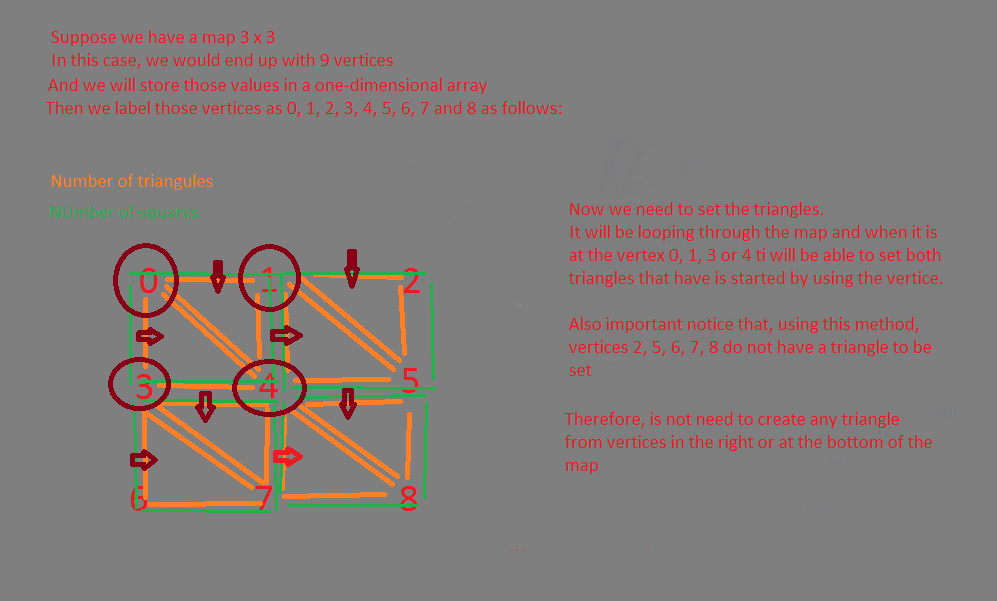 Suppose we have a map 3 x 3
In this case, we would end up with 9 vertices
And we will store those values in a one-dimensional array
Then we label those vertices as 0, 1, 2, 3, 4, 5, 6, 7 and 8 as follows:
Number of triangules
NUmber of squares
0 1 2
3 4 5
6 7 8
Now we need to set the triangles.
It will be looping through the map and when it is
at the vertex 0, 1, 3 or 4 ti will be able to set both
triangles that have is started by using the vertice.
Also important notice that, using this method,
vertices 2, 5, 6, 7, 8 do not have a triangle to be
set
Therefore, is not need to create any triangle
from vertices in the right or at the bottom of the
map